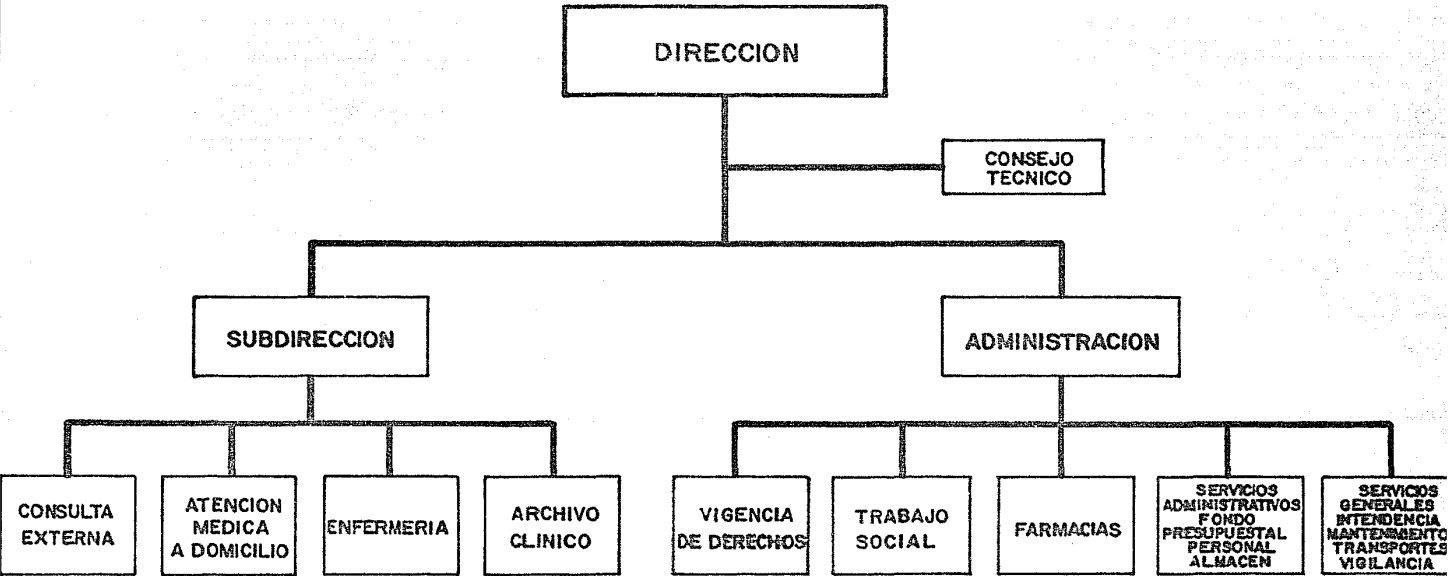 DIRECCION
CONSEJO
TECNICO
SUBDIRECCION
ADMINISTRACION
CONSULTA
EXTERNA
ATENCION
MEDICA
A DOMICILIO
ENFERMERIA
ARCHIVO
CLINICO
VIGENCIA
DE DERECHOS
TRABAJO
SOCIAL
FARMACIAS
SERVICIOS
ADMINISTRATIVOS
FONDO
PRESUPUESTAL
PERSONAL
ALMACEN
SERVICIOS
GENERALES
INTENDENCIA
MANTENIMIENTO
TRANSPORTES
VIGILANCIA